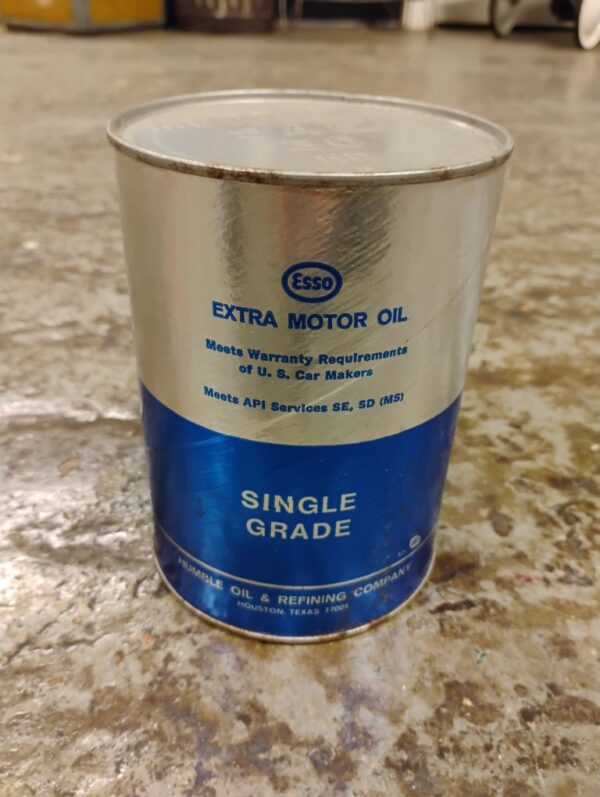 Esso
EXTRA MOTOR OIL
Meets Warranty Requirements
of U. S. Car Makers
Meets API Services SE, SD (MS)
SINGLE
GRADE
HUMBLE OIL & REFINING COMPANY
HOUSTON, TEXAS 77001